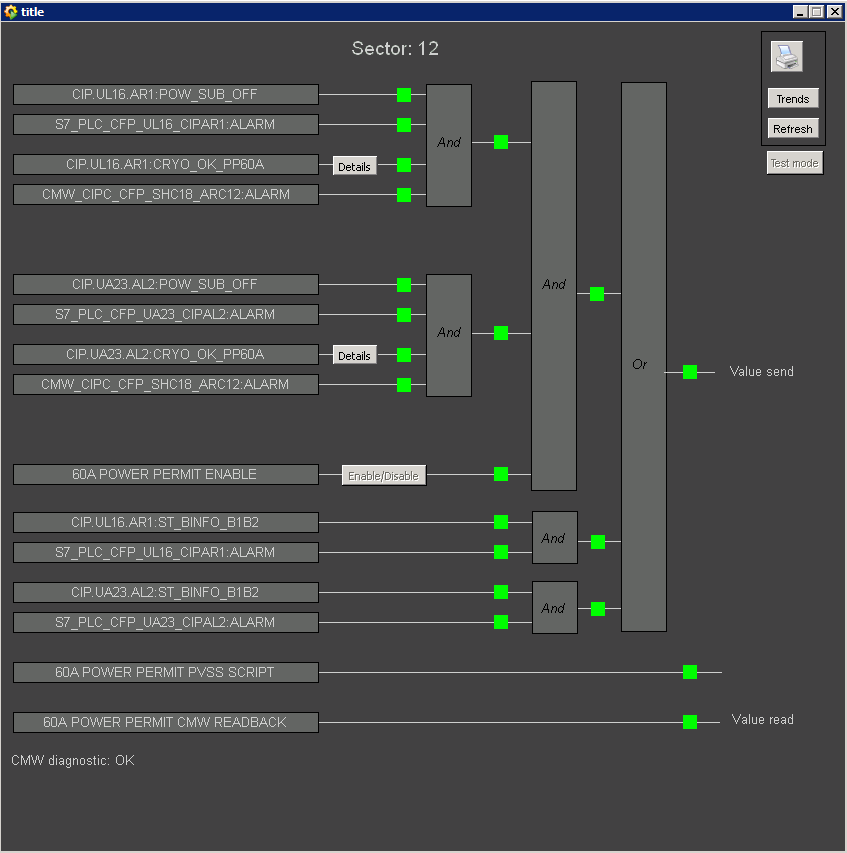 title
Sector: 12
CIP.UL16.AR1:POW_SUB_OFF
S7_PLC_CFP_UL16_CIPAR1:ALARM
And
CIP.UL16.AR1:CRYO_OK_PP60A
Details
CMW_CIPC_CFP_SHC18_ARC12:ALARM
Trends
Refresh
Test mode
CIP.UA23.AL2:POW_SUB_OFF
And
S7_PLC_CFP_UA23_CIPAL2:ALARM
And
CIP.UA23.AL2:CRYO_OK_PP60A
Details
Or
Value send
CMW_CIPC_CFP_SHC18_ARC12:ALARM
60A POWER PERMIT ENABLE
Enable/Disable
CIP.UL16.AR1:ST_BINFO_B1B2
And
S7_PLC_CFP_UL16_CIPAR1:ALARM
CIP.UA23.AL2:ST_BINFO_B1B2
And
S7_PLC_CFP_UA23_CIPAL2:ALARM
60A POWER PERMIT PVSS SCRIPT
60A POWER PERMIT CMW READBACK
Value read
CMW diagnostic: OK